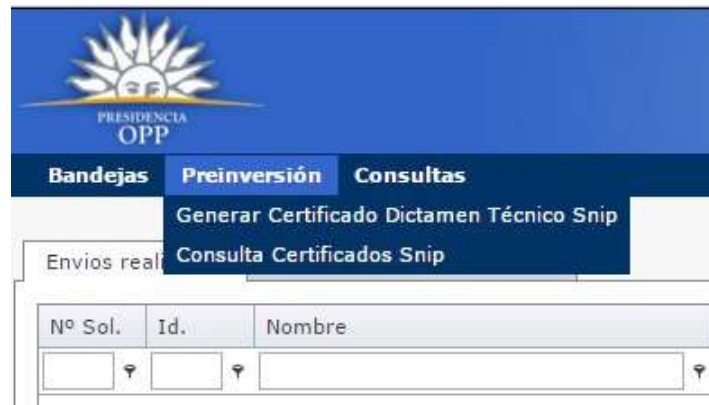 PRESIDENCIA
OPP
Bandejas Preinversión Consultas
Generar Certificado Dictamen Técnico Snip
Consulta Certificados Snip
Envios reali
Nº Sol. Id. Nombre